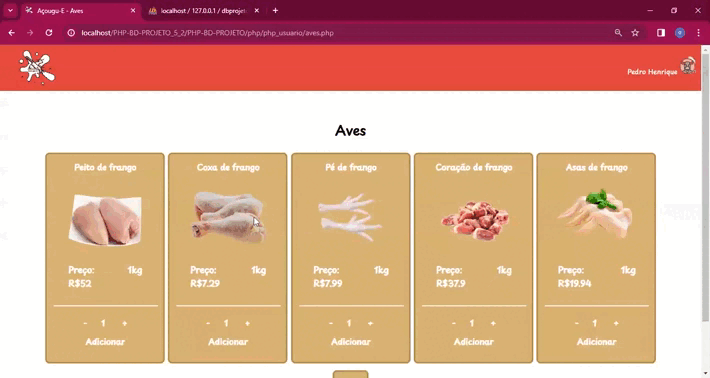 Açougu-E - Aves
localhost / 127.0.0.1 / dbprojeto
localhost/PHP-BD-PROJETO_5_2/PHP-BD-PROJETO/php/php_usuario/aves.php
Pedro Henrique
Aves
Peito de frango
Preço: 1kg
R$52
- 1 +
Adicionar
Coxa de frango
Preço: 1kg
R$7.29
- 1 +
Adicionar
Pé de frango
Preço: 1kg
R$7.99
- 1 +
Adicionar
Coração de frango
Preço: 1kg
R$37.9
- 1 +
Adicionar
Asas de frango
Preço: 1kg
R$19.94
- 1 +
Adicionar